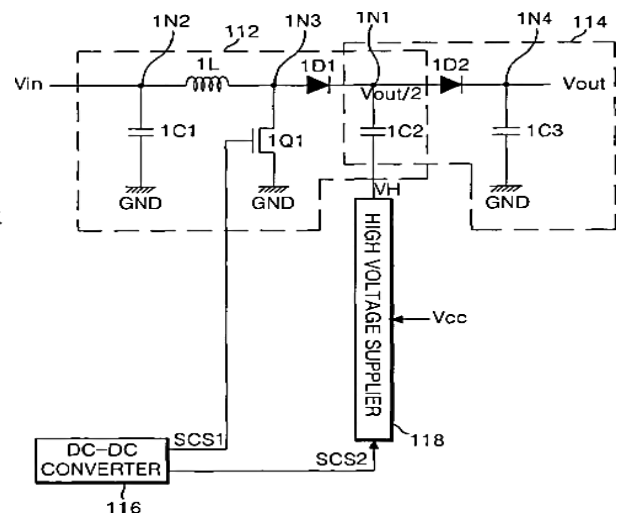 1N2 112 1N3 1N1 1N4 114
1L 1D1 1D2
Vin Vout/2 Vout
1C1 1Q1 1C2 1C3
GND GND VH GND
HIGH VOLTAGE SUPPLIER
Vcc
118
SCS1
DC-DC
CONVERTER
SCS2
116